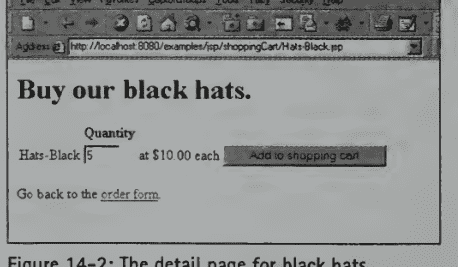 Address http://localhost:8080/examples/jsp/shoppingCart/Hats-Black.jsp
Buy our black hats.
Quantity
Hats-Black 5 at $10.00 each Add to shopping cart
Go back to the order form.
Figure 14-2: The detail page for black hats